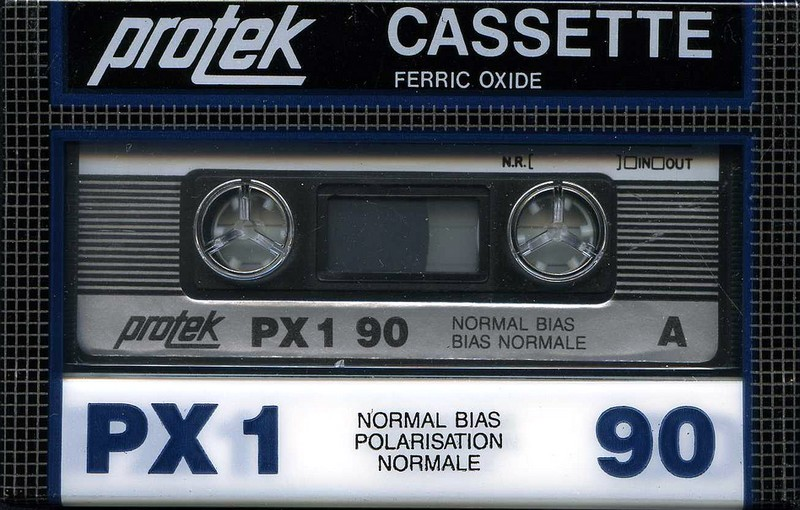 protek CASSETTE
FERRIC OXIDE
N.R.[ ]□IN□OUT
protek PX1 90 NORMAL BIAS A
BIAS NORMALE
PX1 NORMAL BIAS 90
POLARISATION
NORMALE